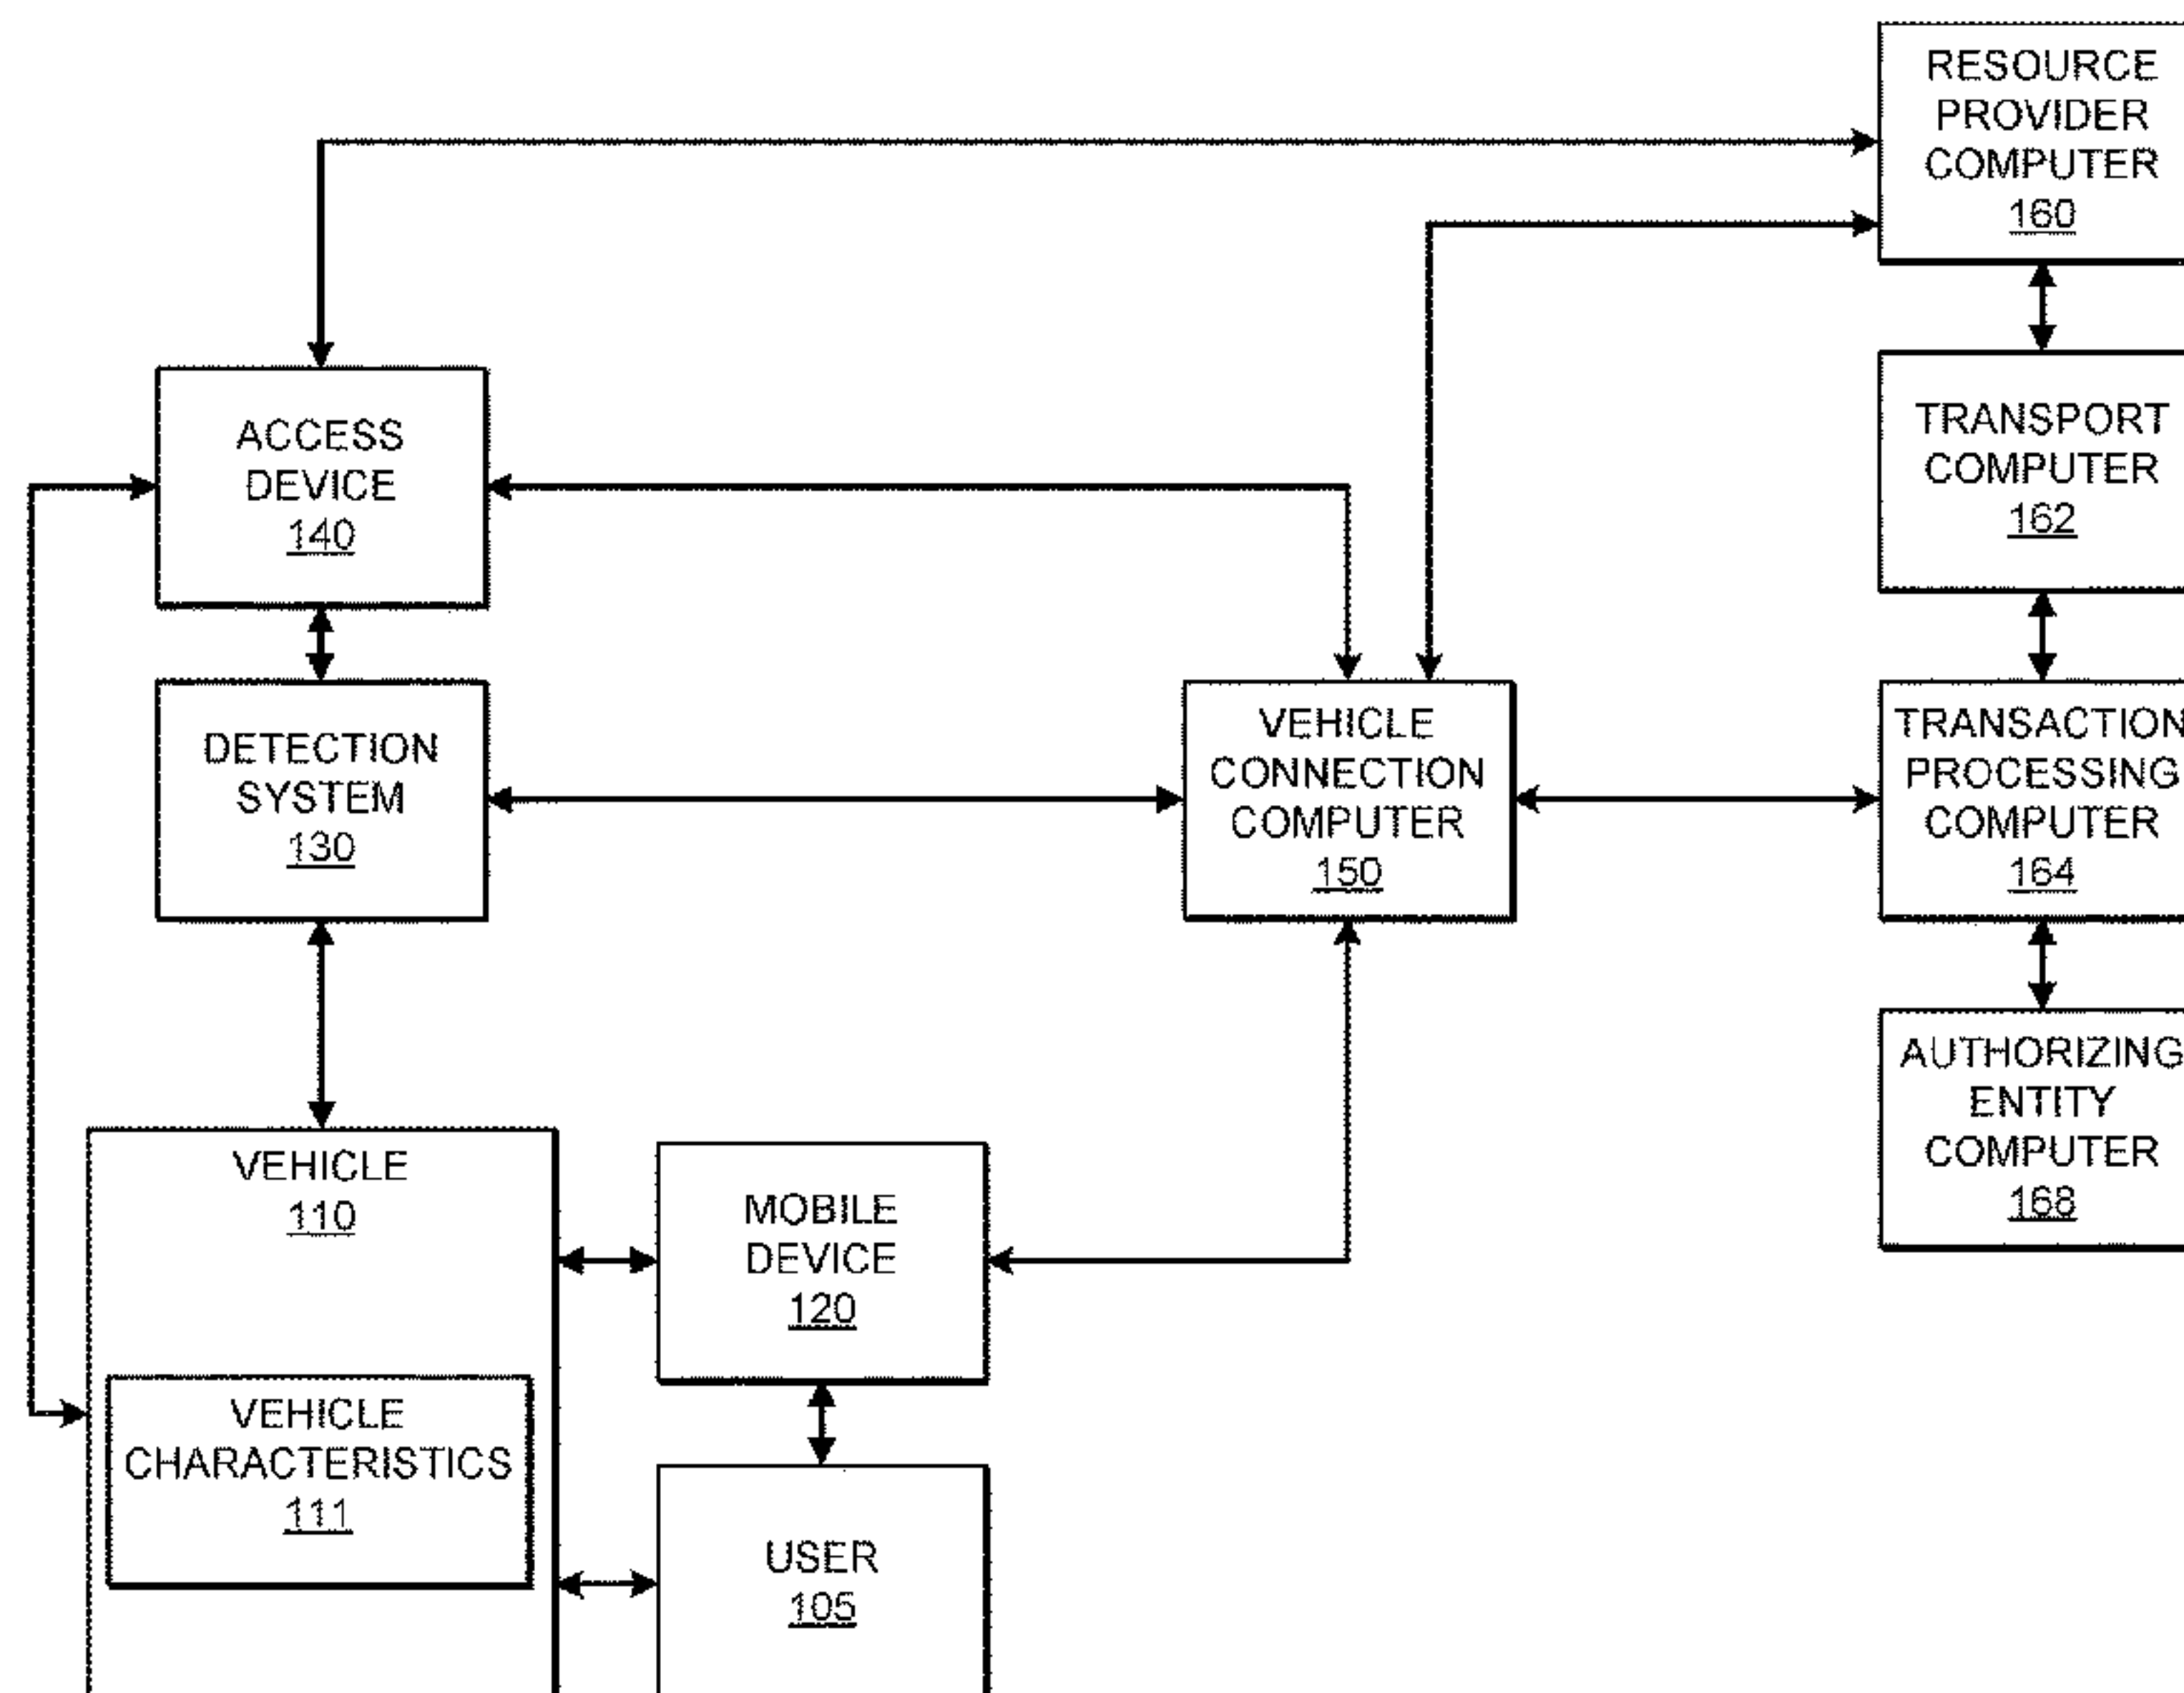 RESOURCE
PROVIDER
COMPUTER
160
ACCESS
DEVICE
140
TRANSPORT
COMPUTER
162
DETECTION
SYSTEM
130
VEHICLE
CONNECTION
COMPUTER
150
TRANSACTION
PROCESSING
COMPUTER
164
AUTHORIZING
ENTITY
COMPUTER
168
VEHICLE
110
MOBILE
DEVICE
120
VEHICLE
CHARACTERISTICS
111
USER
105